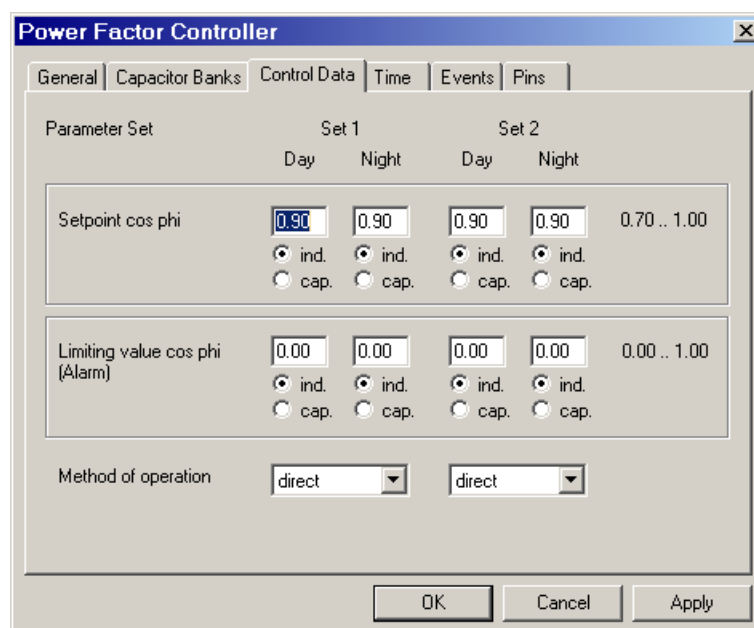 Power Factor Controller
General Capacitor Banks Control Data Time Events Pins
Parameter Set Set 1 Set 2
Day Night Day Night
Setpoint cos phi 0.90 0.90 0.90 0.90 0.70 .. 1.00
ind. ind. ind. ind.
cap. cap. cap. cap.
Limiting value cos phi 0.00 0.00 0.00 0.00 0.00 .. 1.00
(Alarm)
ind. ind. ind. ind.
cap. cap. cap. cap.
Method of operation direct direct
OK Cancel Apply